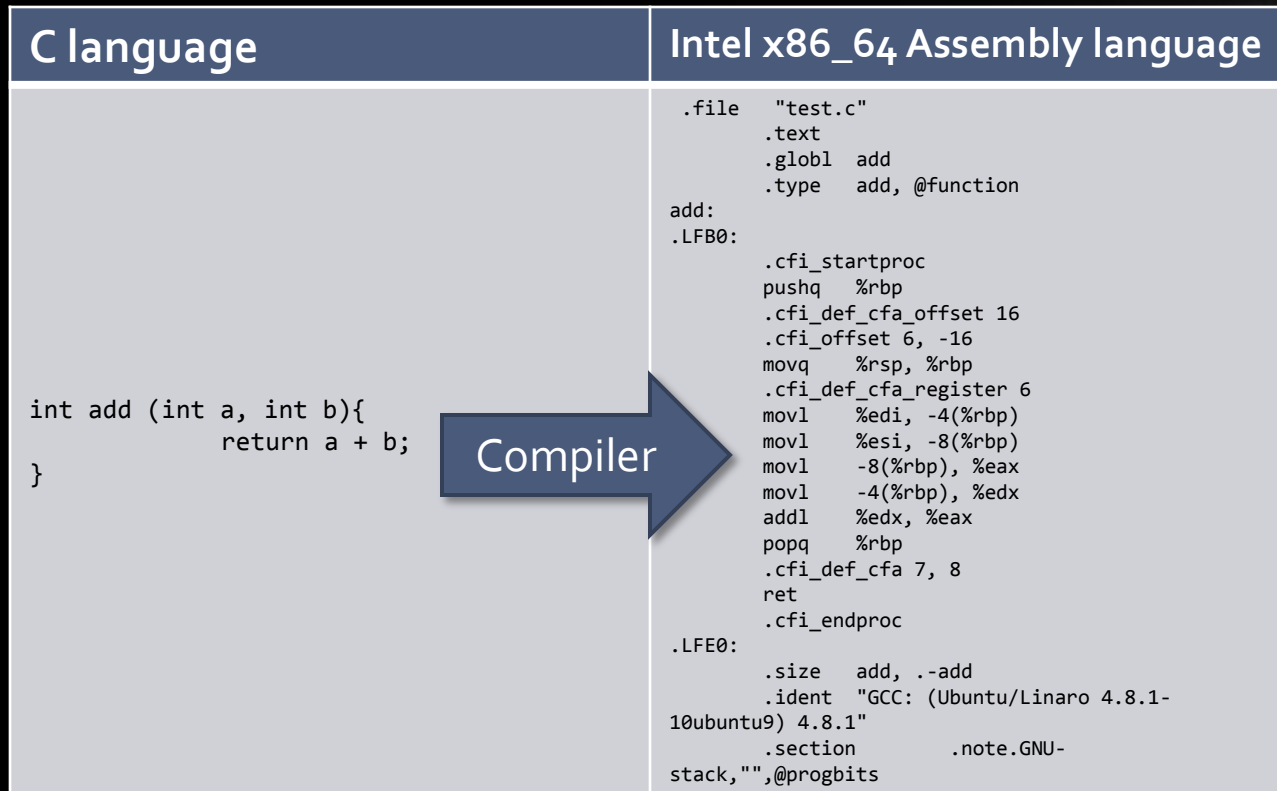 C language
Intel x86_64 Assembly language
int add (int a, int b){
return a + b;
}
Compiler
.file "test.c"
.text
.globl add
.type add, @function
add:
.LFB0:
.cfi_startproc
pushq %rbp
.cfi_def_cfa_offset 16
.cfi_offset 6, -16
movq %rsp, %rbp
.cfi_def_cfa_register 6
movl %edi, -4(%rbp)
movl %esi, -8(%rbp)
movl -8(%rbp), %eax
movl -4(%rbp), %edx
addl %edx, %eax
popq %rbp
.cfi_def_cfa 7, 8
ret
.cfi_endproc
.LFE0:
.size add, .-add
.ident "GCC: (Ubuntu/Linaro 4.8.1-
10ubuntu9) 4.8.1"
.section .note.GNU-
stack,"",@progbits